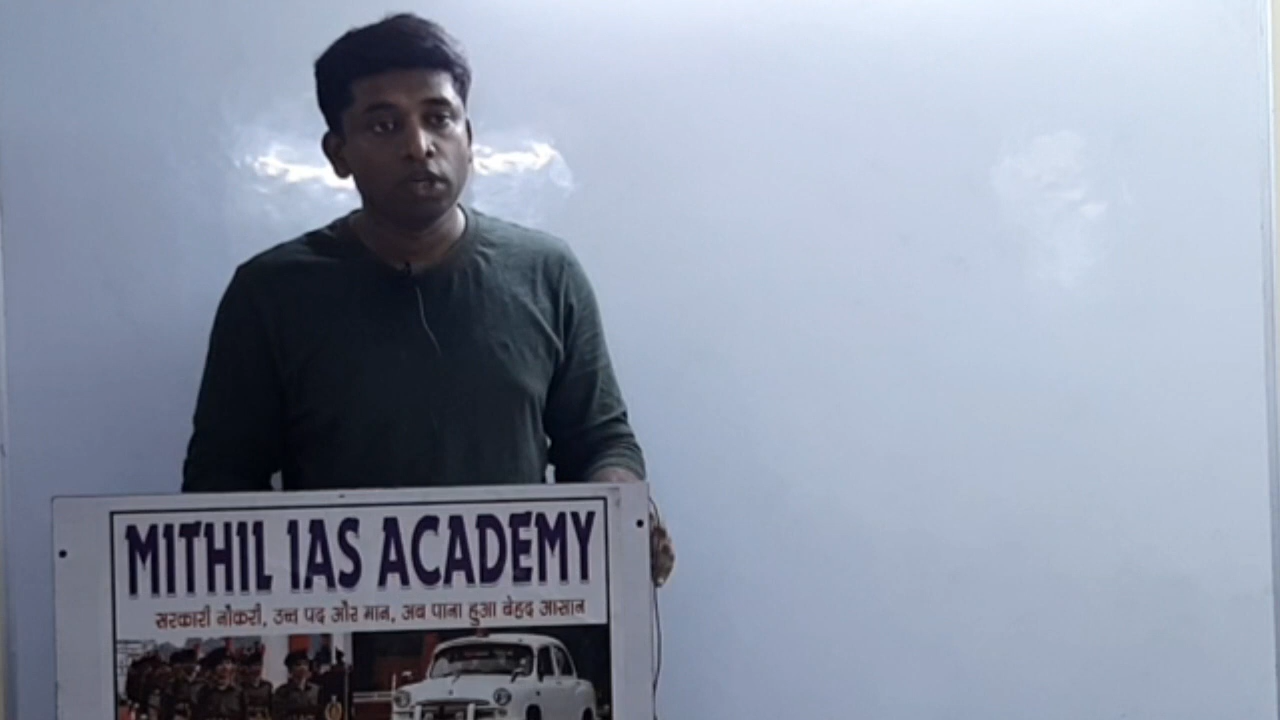 MITHIL IAS ACADEMY
सरकारी नौकरी, उच्च पद और मान, अब पाना हुआ बेहद आसान